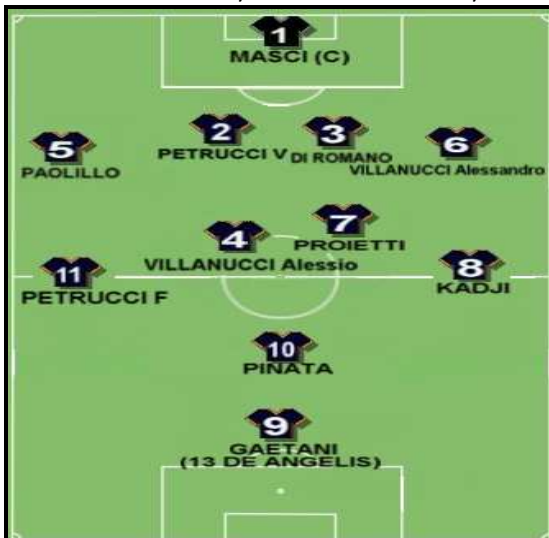 1
MASCI (C)
2
3
5
6
PETRUCCI V
DI ROMANO
PAOLILLO
VILLANUCCI Alessandro
7
4
PROIETTI
VILLANUCCI Alessio
11
8
PETRUCCI F
KADJI
10
PINATA
9
GAETANI
(13 DE ANGELIS)